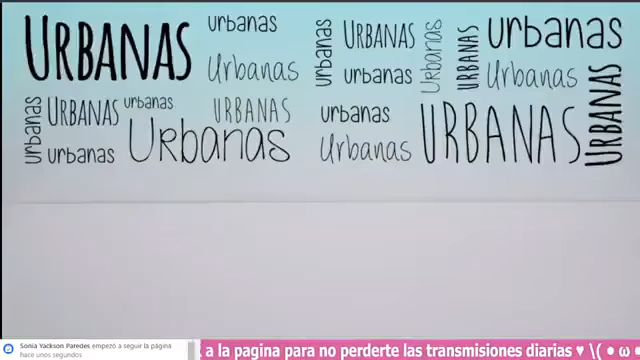 URBANAS
urbanas
Urbanas
urbanas
URBANAS
urbanas
URBANAS
urbanas
Urbanas
URBANAS
urbanas
urbanas
Urbanas
URBANAS
urbanas
Urbanas
URBANAS
urbanas
Urbanas
URBANAS
URBANAS
Sonia Yackson Paredes empezó a seguir la página
hace unos segundos
a la pagina para no perderte las transmisiones diarias ♥ \( • ω •